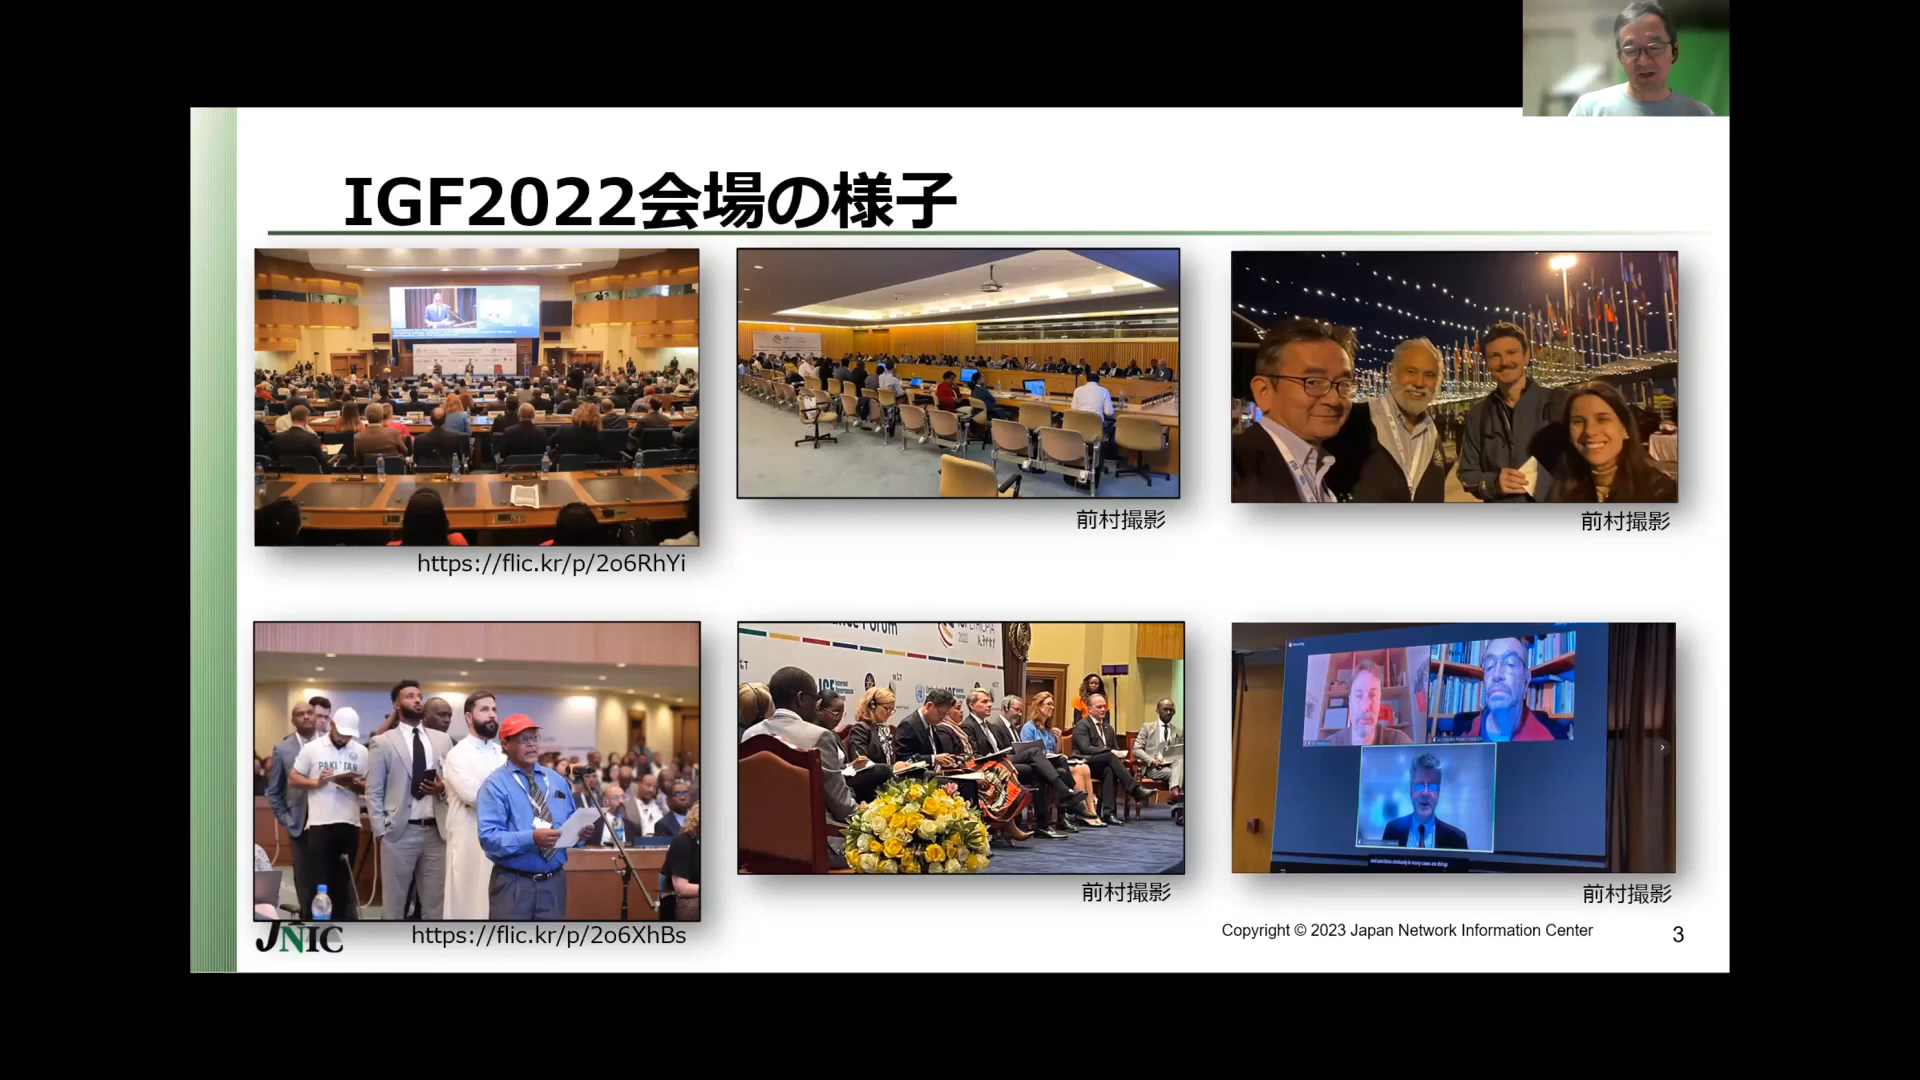 IGF2022会場の様子
https://flic.kr/p/2o6RhYi
前村撮影
前村撮影
PAKISTAN
2022
https://flic.kr/p/2o6XhBs
前村撮影
前村撮影
JNIC
Copyright © 2023 Japan Network Information Center
3